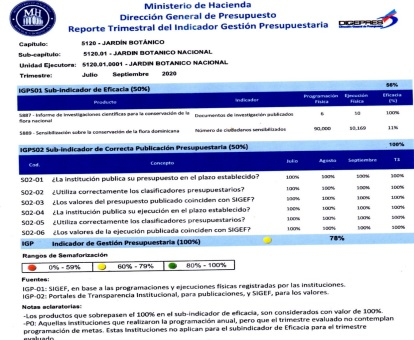 Ministerio de Hacienda
Dirección General de Presupuesto
Reporte Trimestral del Indicador Gestión Presupuestaria
DIGEPRES
Capítulo: 5120 - JARDÍN BOTÁNICO
Sub-capítulo: 5120.01 - JARDIN BOTANICO NACIONAL
Unidad Ejecutora: 5120.01.0001 - JARDIN BOTANICO NACIONAL
Trimestre: Julio Septiembre 2020
IGPS01 Sub-Indicador de Eficacia (50%) 56%
Producto Indicador Programación Física Ejecución Física Eficacia (%)
5887 - Informe de investigaciones científicas para la conservación de la flora nacional Documentos de investigación publicados 6 10 100%
5889 - Sensibilización sobre la conservación de la flora dominicana Número de ciudadanos sensibilizados 90,000 10,169 11%
IGPS02 Sub-indicador de Correcta Publicación Presupuestaria (50%) 100%
Cod. Concepto Julio Agosto Septiembre T3
S02-01 ¿La institución publica su presupuesto en el plazo establecido? 100% 100% 100% 100%
S02-02 ¿Utiliza correctamente los clasificadores presupuestarios? 100% 100% 100% 100%
S02-03 ¿Los valores del presupuesto publicado coinciden con SIGEF? 100% 100% 100% 100%
S02-04 ¿La institución publica su ejecución en el plazo establecido? 100% 100% 100% 100%
S02-05 ¿Utiliza correctamente los clasificadores presupuestarios? 100% 100% 100% 100%
S02-06 ¿Los valores de la ejecución publicada coinciden con SIGEF? 100% 100% 100% 100%
IGP Indicador de Gestión Presupuestaria (100%) 78%
Rangos de Semaforización
0% - 59% 60% - 79% 80% - 100%
Fuentes:
IGP-01: SIGEF, en base a las programaciones y ejecuciones físicas registradas por las instituciones.
IGP-02: Portales de Transparencia Institucional, para publicaciones, y SIGEF, para los valores.
Notas aclaratorias:
-Los productos que sobrepasen el 100% en el sub-indicador de eficacia, son considerados con valor de 100%.
-P0: Aquellas Instituciones que realizaron la programación anual, pero que el trimestre evaluado no contemplan
programación de metas. Estas Instituciones no aplican para el subindicador de Eficacia para el trimestre
evaluado